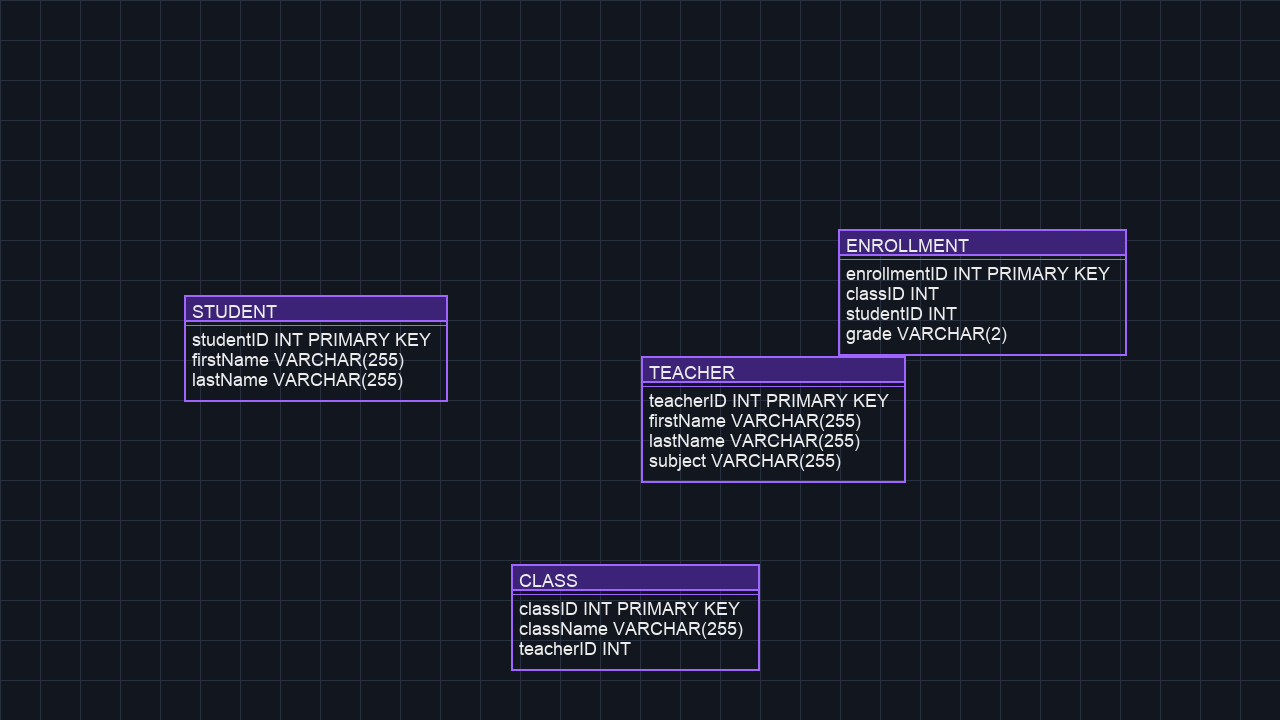 STUDENT
studentID INT PRIMARY KEY
firstName VARCHAR(255)
lastName VARCHAR(255)
ENROLLMENT
enrollmentID INT PRIMARY KEY
classID INT
studentID INT
grade VARCHAR(2)
TEACHER
teacherID INT PRIMARY KEY
firstName VARCHAR(255)
lastName VARCHAR(255)
subject VARCHAR(255)
CLASS
classID INT PRIMARY KEY
className VARCHAR(255)
teacherID INT